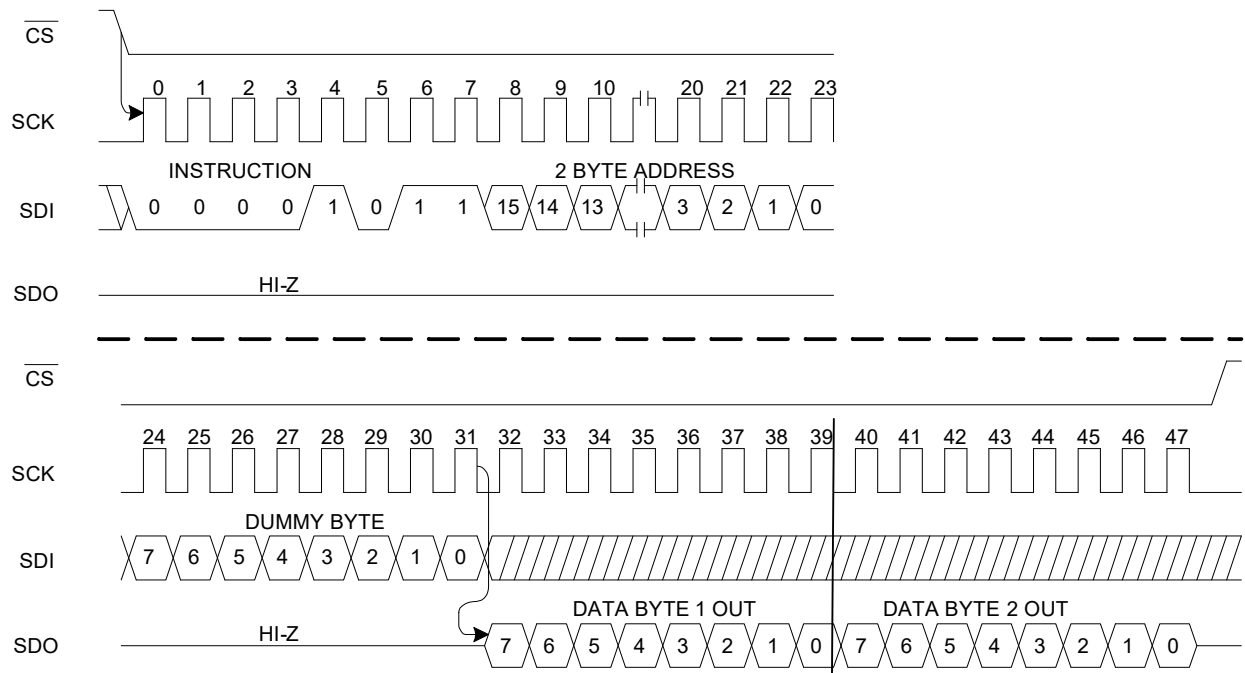 CS
0 1 2 3 4 5 6 7 8 9 10 20 21 22 23
SCK
INSTRUCTION 2 BYTE ADDRESS
SDI 0 0 0 0 1 0 1 1 15 14 13 3 2 1 0
HI-Z
SDO
CS
24 25 26 27 28 29 30 31 32 33 34 35 36 37 38 39 40 41 42 43 44 45 46 47
SCK
DUMMY BYTE
SDI 7 6 5 4 3 2 1 0
DATA BYTE 1 OUT DATA BYTE 2 OUT
HI-Z
SDO 7 6 5 4 3 2 1 0 7 6 5 4 3 2 1 0